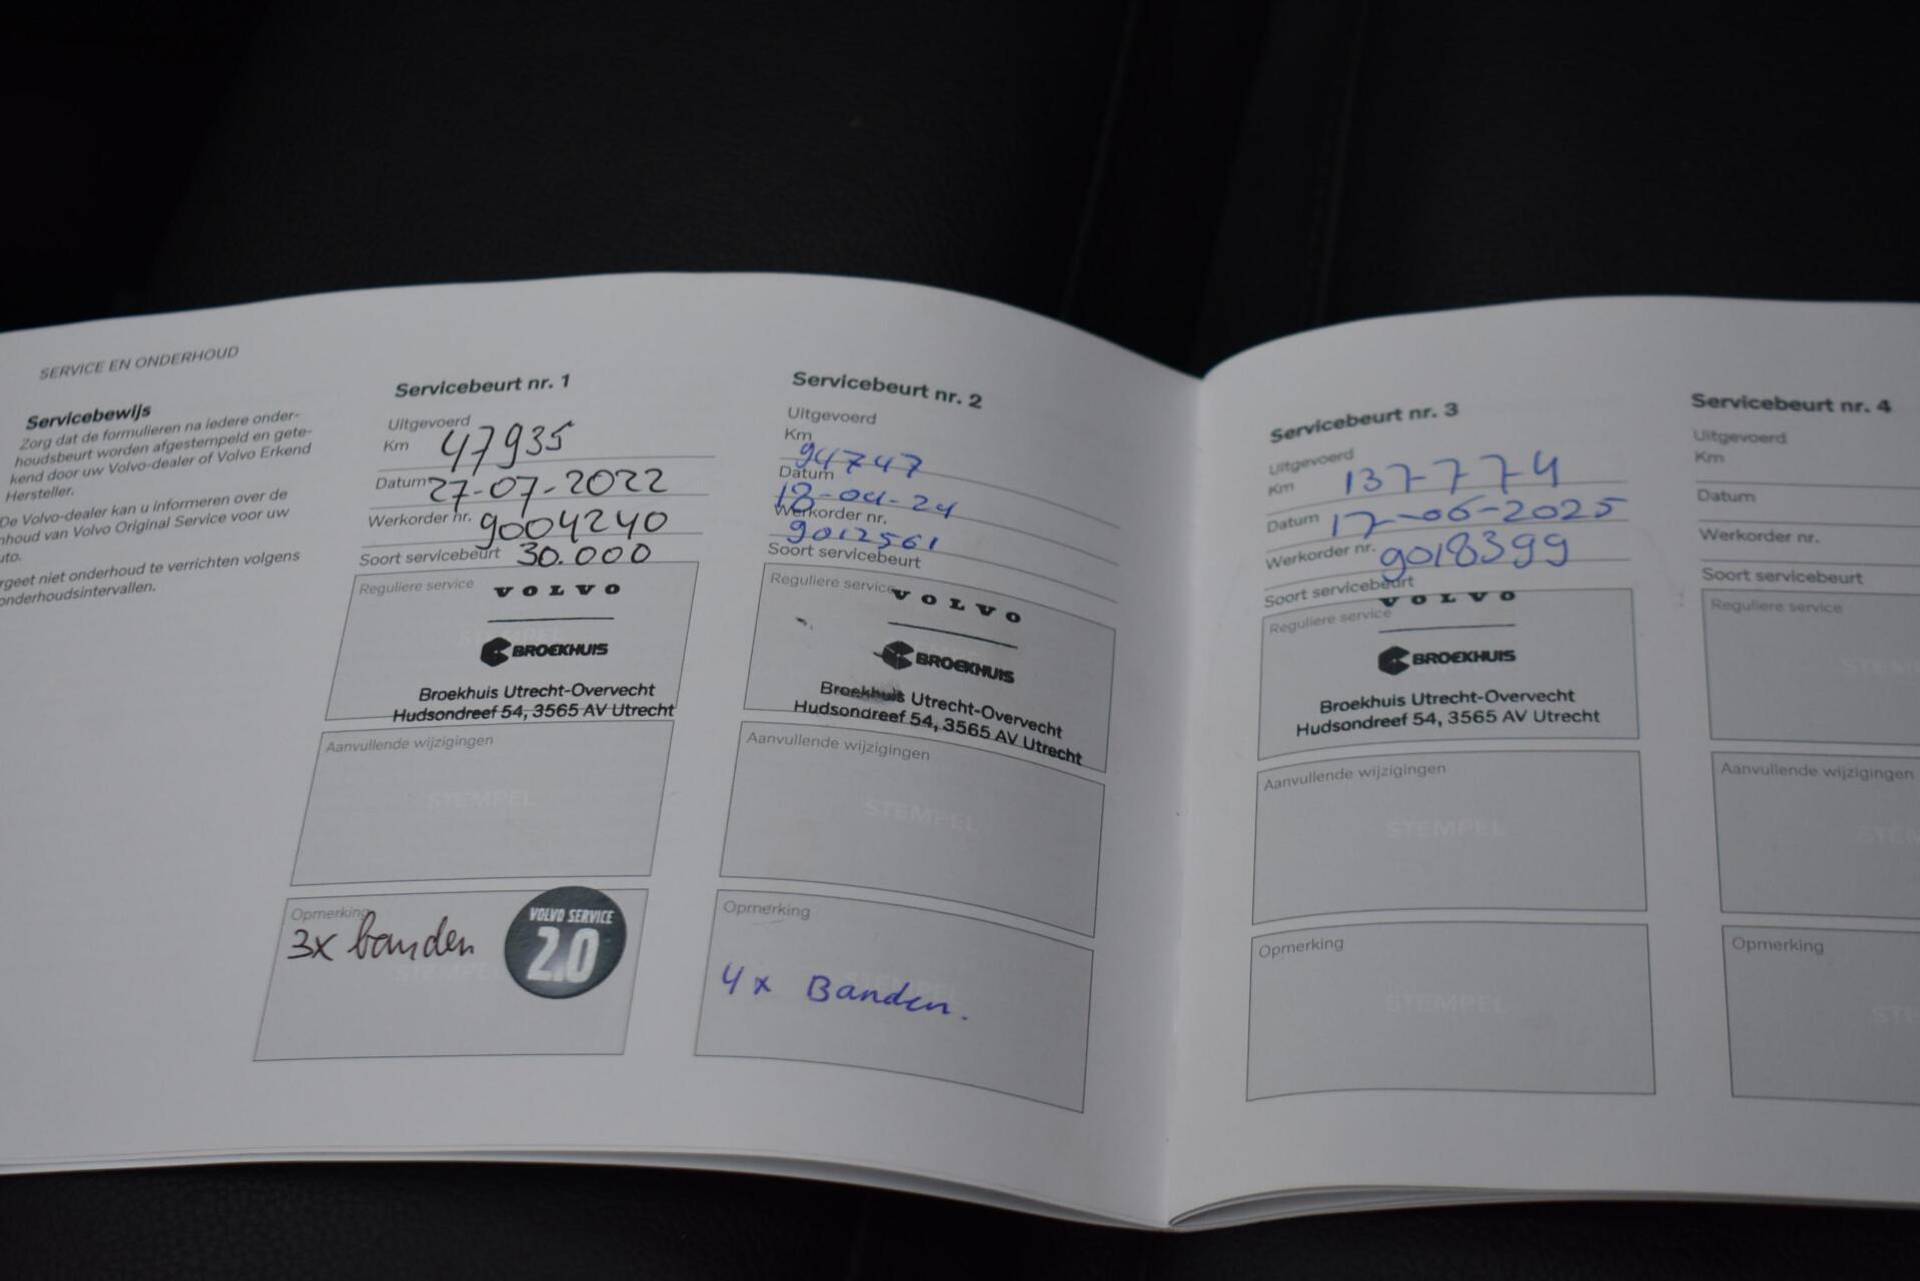 SERVICE EN ONDERHOUD
Servicebewijs
Zorg dat de formulieren na iedere onder-
houdsbeurt worden afgestempeld en gete-
kend door uw Volvo-dealer of Volvo Erkend
Hersteller.
De Volvo-dealer kan u informeren over de
nhoud van Volvo Original Service voor uw
uto.
rgeet niet onderhoud te verrichten volgens
onderhoudsintervallen.
Servicebeurt nr. 1
Uitgevoerd
Km 47935
Datum 27-07-2022
Werkorder nr. 9004240
Soort servicebeurt 30.000
Reguliere service
VOLVO
BROEKHUIS
Broekhuis Utrecht-Overvecht
Hudsondreef 54, 3565 AV Utrecht
Aanvullende wijzigingen
STEMPEL
Opmerking
3x banden
VOLVO SERVICE
2.0
Servicebeurt nr. 2
Uitgevoerd
Km 94747
Datum 18-04-24
Werkorder nr. 9012561
Soort servicebeurt
Reguliere service
VOLVO
BROEKHUIS
Broekhuis Utrecht-Overvecht
Hudsondreef 54, 3565 AV Utrecht
Aanvullende wijzigingen
STEMPEL
Opmerking
4x Banden.
Servicebeurt nr. 3
Uitgevoerd
Km 137774
Datum 17-06-2025
Werkorder nr. 9018399
Soort servicebeurt
Reguliere service
VOLVO
BROEKHUIS
Broekhuis Utrecht-Overvecht
Hudsondreef 54, 3565 AV Utrecht
Aanvullende wijzigingen
STEMPEL
Opmerking
STEMPEL
Servicebeurt nr. 4
Uitgevoerd
Km
Datum
Werkorder nr.
Soort servicebeurt
Reguliere service
Aanvullende wijzigingen
Opmerking